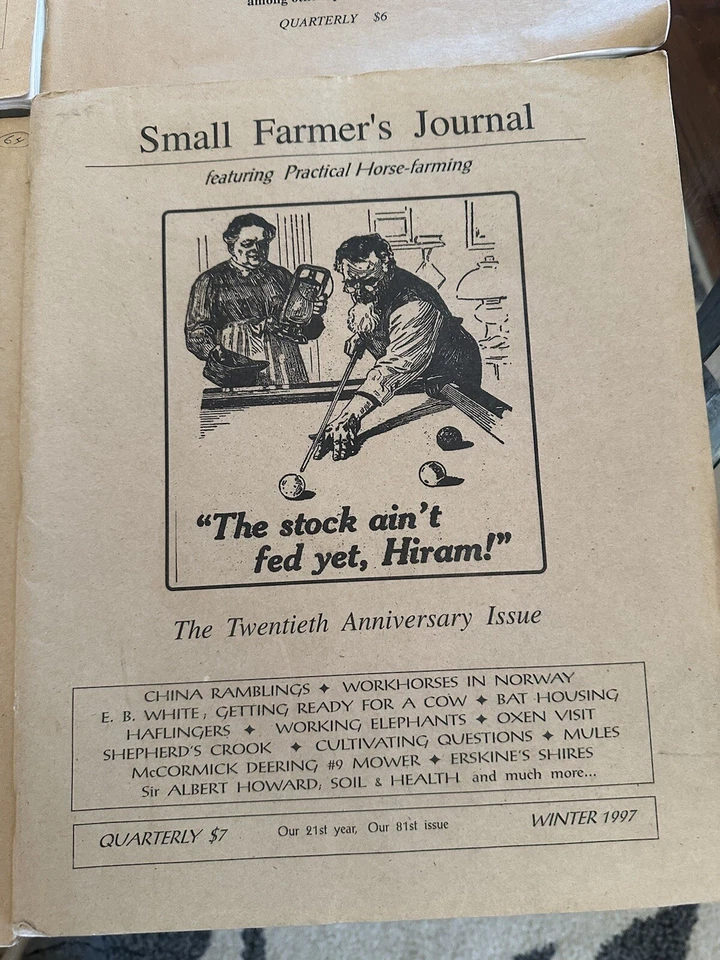 QUARTERLY $6
Small Farmer's Journal
featuring Practical Horse-farming
"The stock ain't
fed yet, Hiram!"
The Twentieth Anniversary Issue
CHINA RAMBLINGS ✦ WORKHORSES IN NORWAY
E. B. WHITE, GETTING READY FOR A COW ✦ BAT HOUSING
HAFLINGERS ✦ WORKING ELEPHANTS ✦ OXEN VISIT
SHEPHERD'S CROOK ✦ CULTIVATING QUESTIONS ✦ MULES
McCORMICK DEERING #9 MOWER ✦ ERSKINE'S SHIRES
Sir ALBERT HOWARD; SOIL & HEALTH and much more...
QUARTERLY $7 Our 21st year, Our 81st issue WINTER 1997